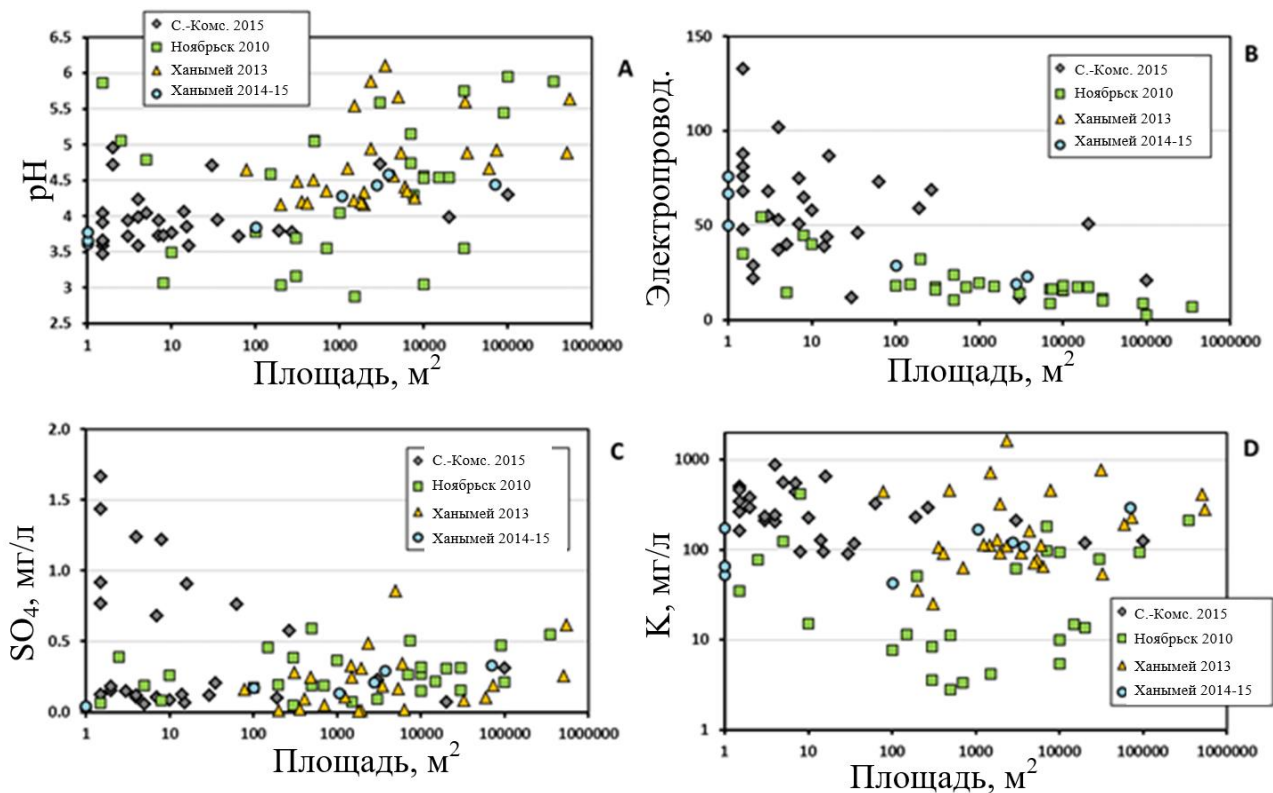 С.-Комс. 2015
Ноябрьск 2010
Ханымей 2013
Ханымей 2014-15
A
pH
6.5
6
5.5
5
4.5
4
3.5
3
2.5
1 10 100 1000 10000 100000 1000000
Площадь, м²
B
С.-Комс. 2015
Ноябрьск 2010
Ханымей 2013
Ханымей 2014-15
Электропровод.
150
100
50
0
1 10 100 1000 10000 100000 1000000
Площадь, м²
C
С.-Комс. 2015
Ноябрьск 2010
Ханымей 2013
Ханымей 2014-15
SO₄, мг/л
2.0
1.5
1.0
0.5
0.0
1 10 100 1000 10000 100000 1000000
Площадь, м²
D
K, мг/л
1000
100
10
1
С.-Комс. 2015
Ноябрьск 2010
Ханымей 2013
Ханымей 2014-15
1 10 100 1000 10000 100000 1000000
Площадь, м²